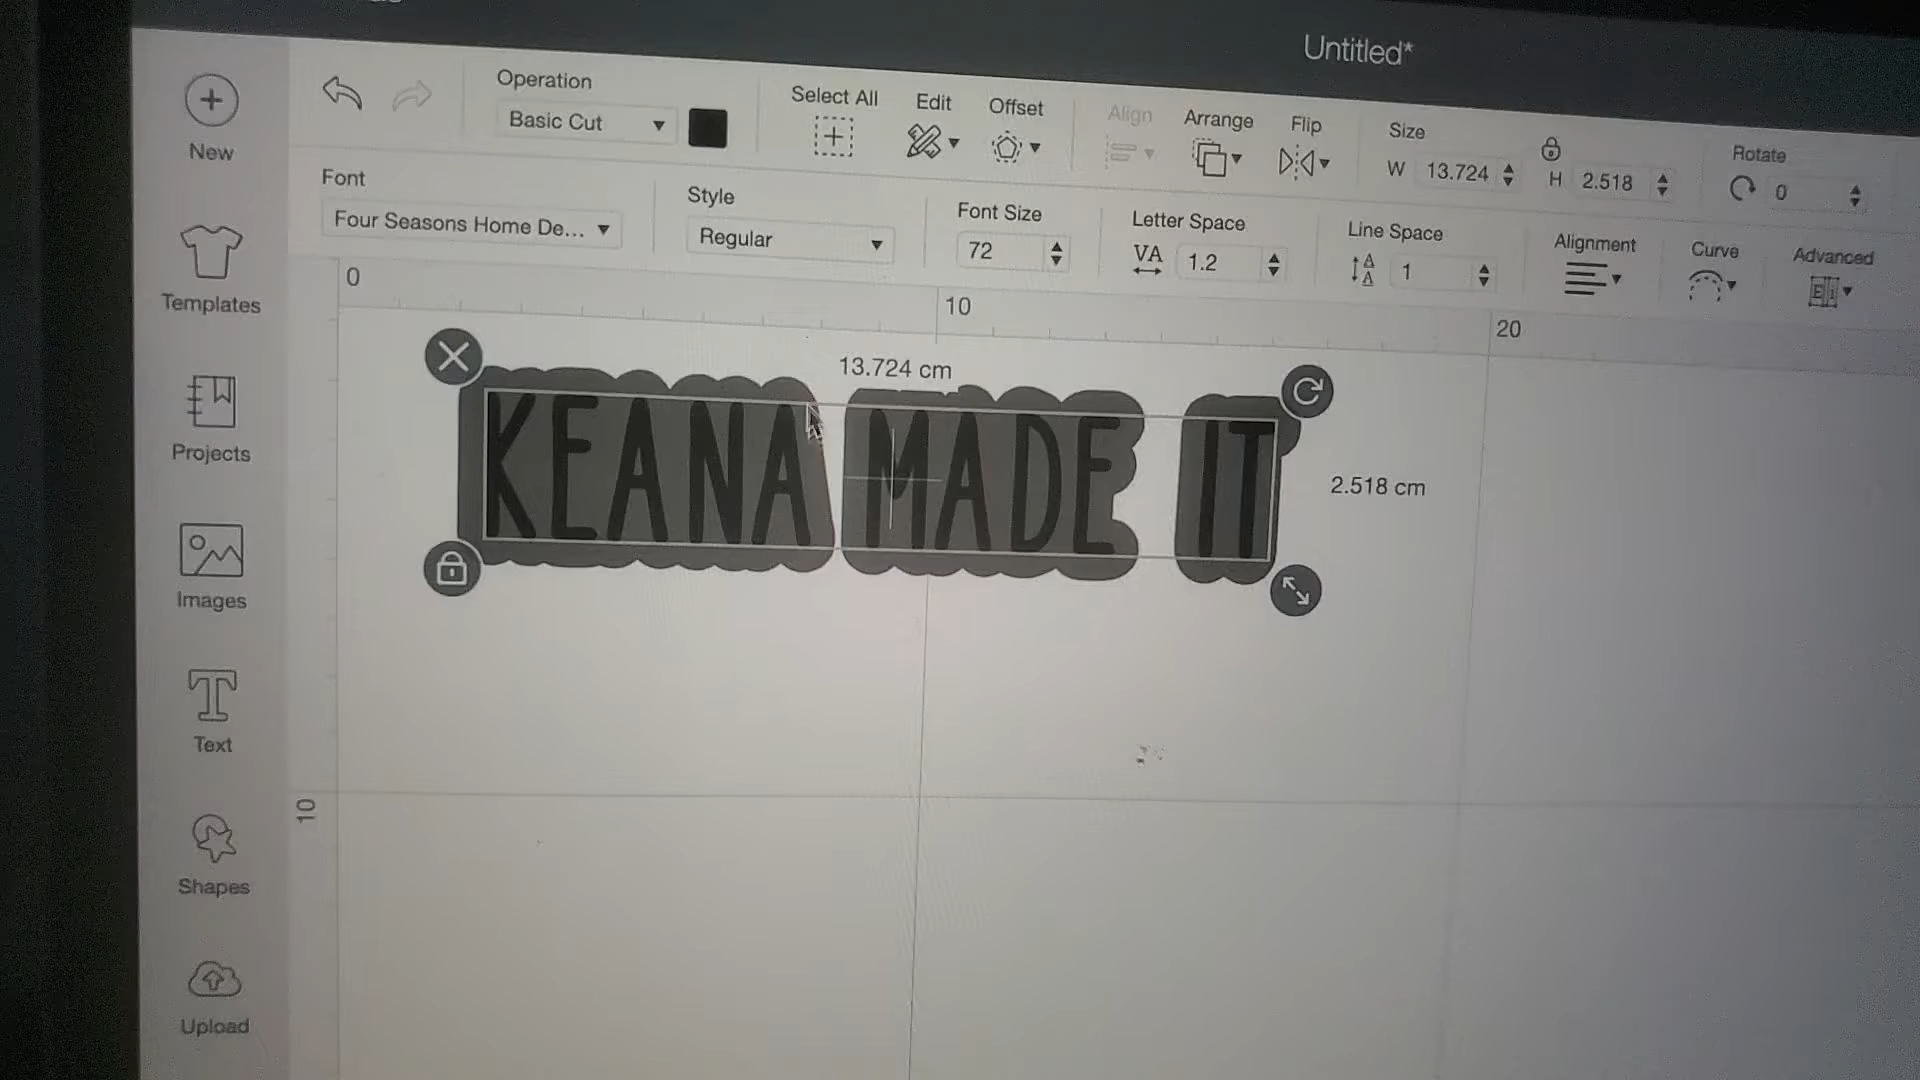 Untitled*
Operation
Basic Cut
Select All
Edit
Offset
Align
Arrange
Flip
Size
W 13.724
H 2.518
Rotate
0
New
Font
Four Seasons Home De...
Style
Regular
Font Size
72
Letter Space
VA 1.2
Line Space
1
Alignment
Curve
Advanced
0
10
20
Templates
13.724 cm
KEANA MADE IT
2.518 cm
Projects
Images
Text
10
Shapes
Upload